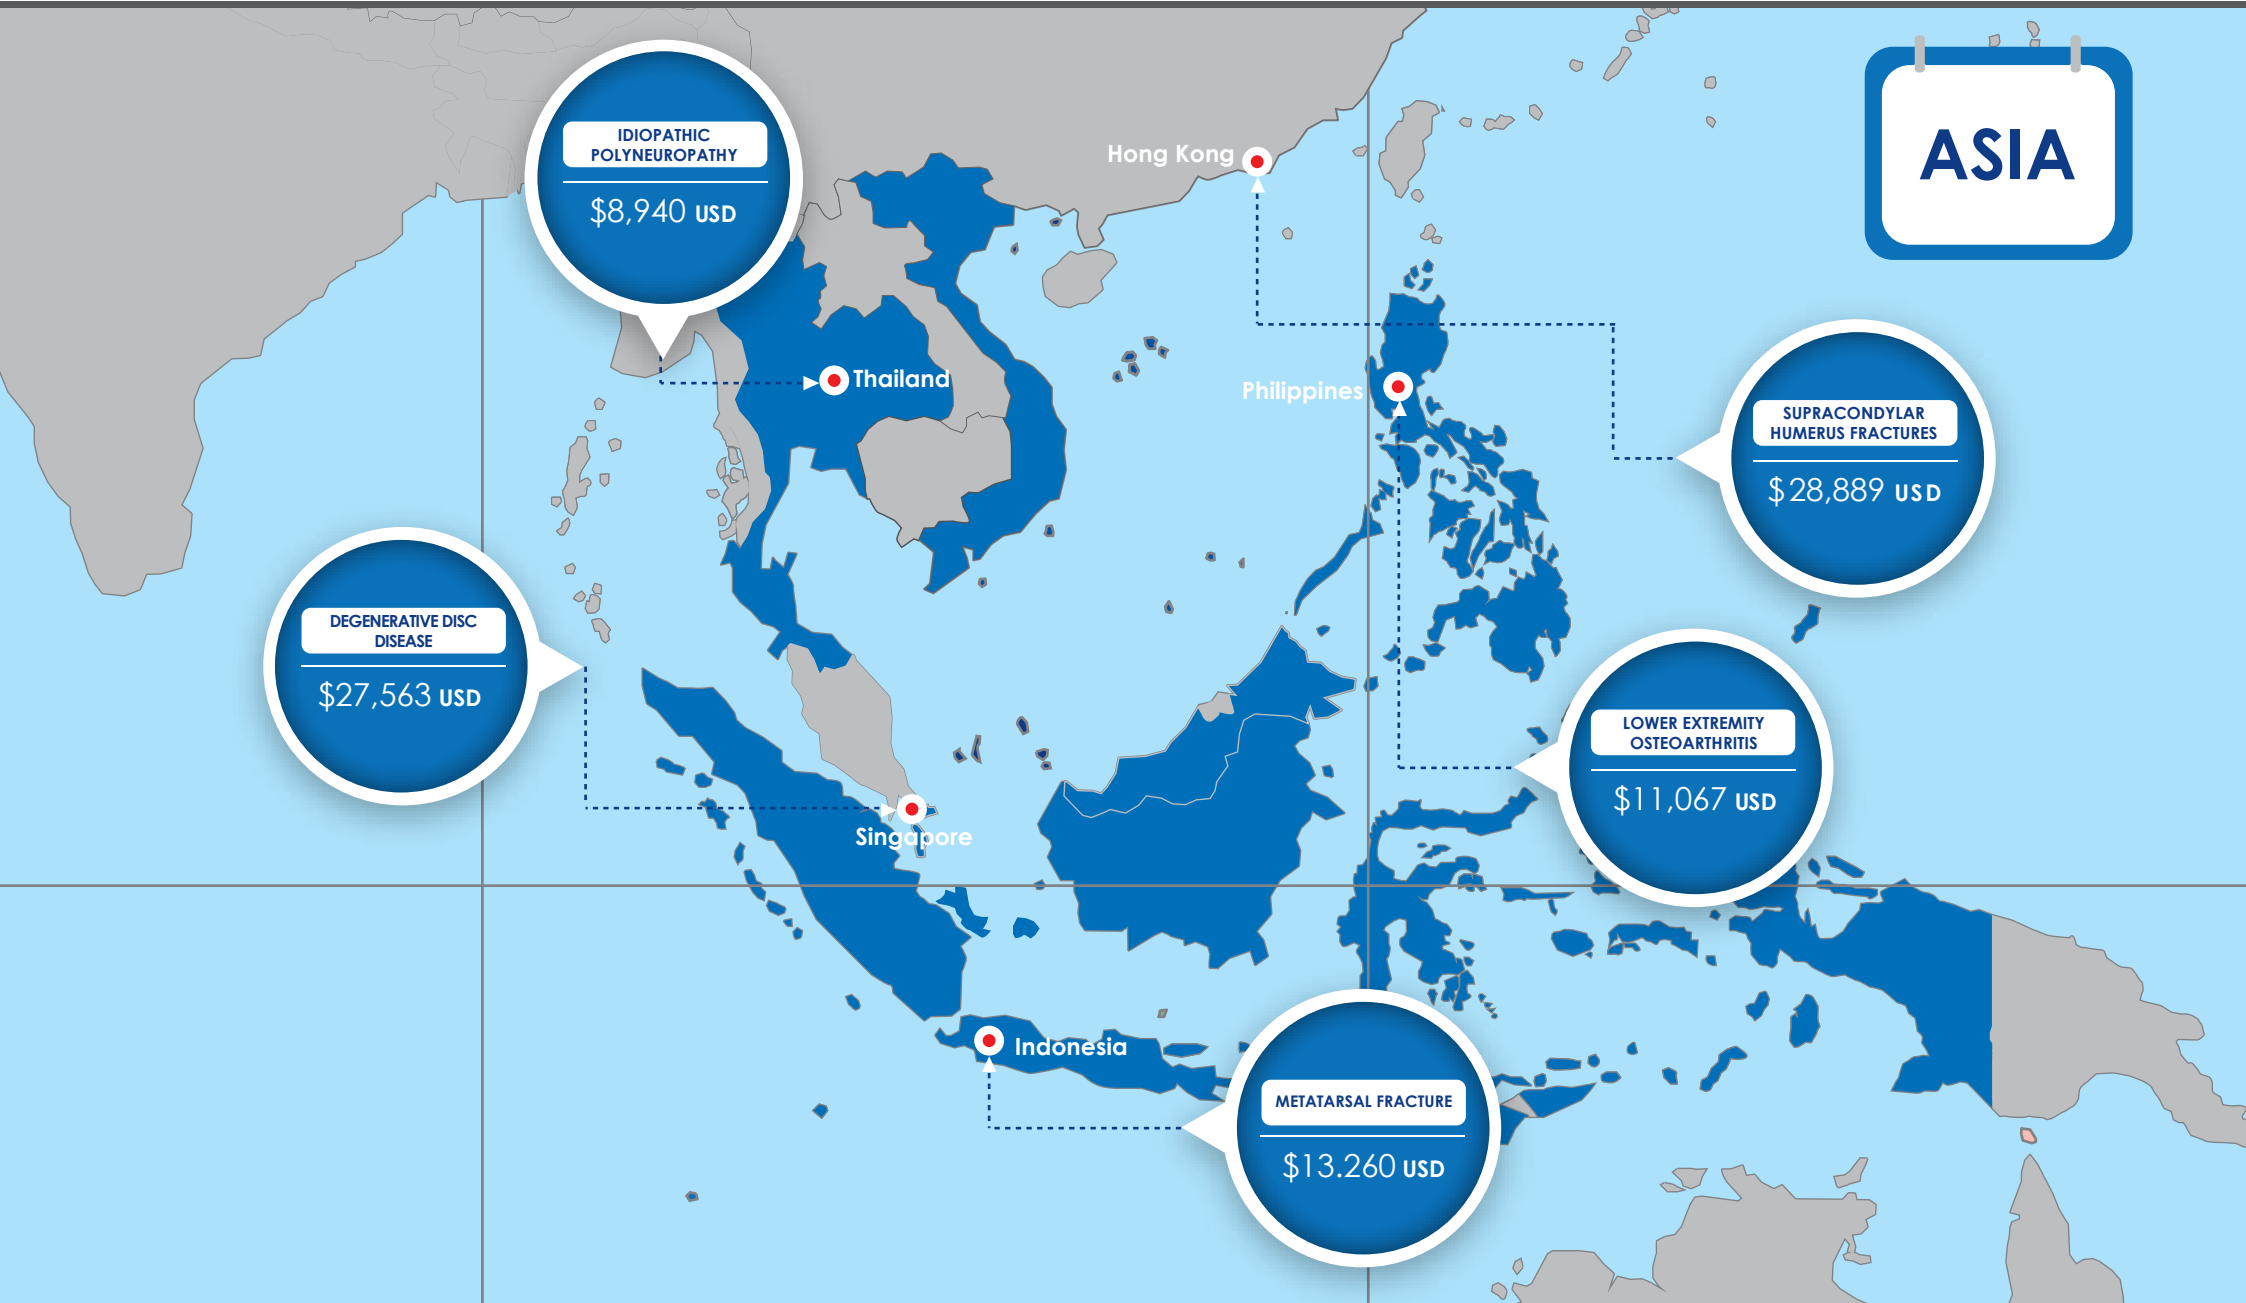 ASIA
IDIOPATHIC
POLYNEUROPATHY
$8,940 USD
Hong Kong
Thailand
Philippines
SUPRACONDYLAR
HUMERUS FRACTURES
$28,889 USD
DEGENERATIVE DISC
DISEASE
$27,563 USD
LOWER EXTREMITY
OSTEOARTHRITIS
$11,067 USD
Singapore
Indonesia
METATARSAL FRACTURE
$13.260 USD